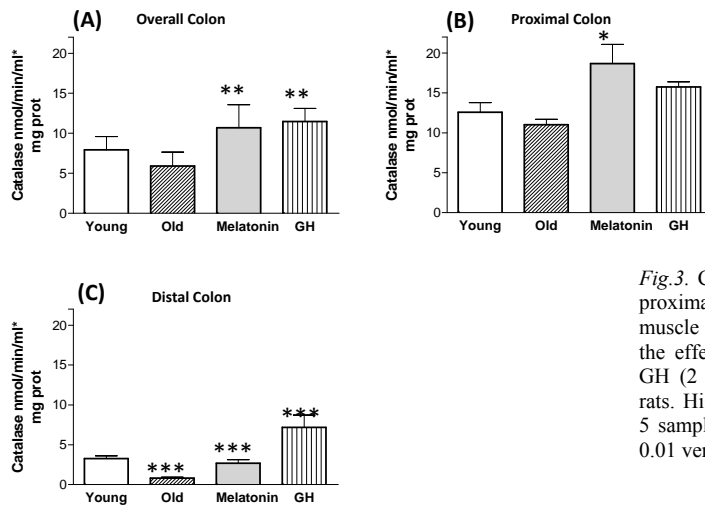 (A) Overall Colon
Catalase nmol/min/ml*
mg prot
20
15
10
5
0
** **
Young Old Melatonin GH
(B) Proximal Colon
Catalase nmol/min/ml*
mg prot
20
15
10
5
0
*
Young Old Melatonin GH
(C) Distal Colon
Catalase nmol/min/ml*
mg prot
20
15
10
5
0
*** *** ***
Young Old Melatonin GH
Fig.3. C
proxima
muscle
the effe
GH (2
rats. Hi
5 sampl
0.01 ver